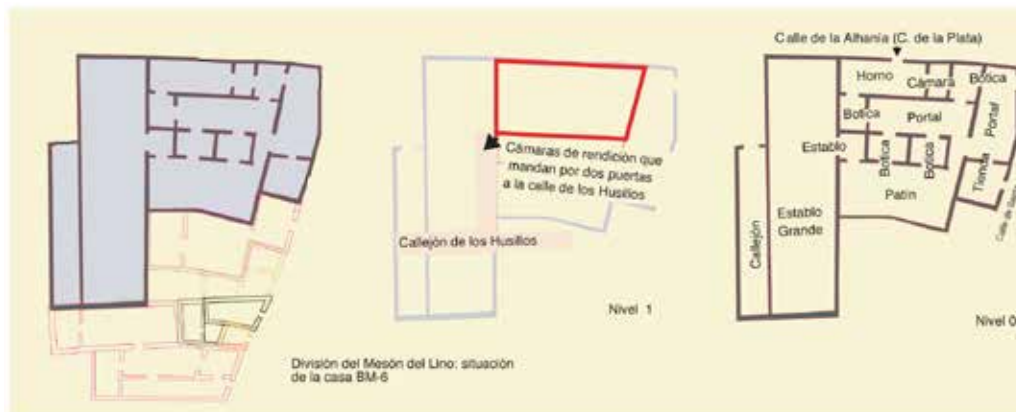 Calle de la Alhania (C. de la Plata)
Horno
Cámara
Botica
Botica
Portal
Portal
Establo
Botica
Botica
Tienda
Patín
Establo
Grande
Callejón
Cámaras de rendición que
mandan por dos puertas
a la calle de los Husillos
Callejón de los Husillos
Nivel 1
Nivel 0
División del Mesón del Lino: situación
de la casa BM-6